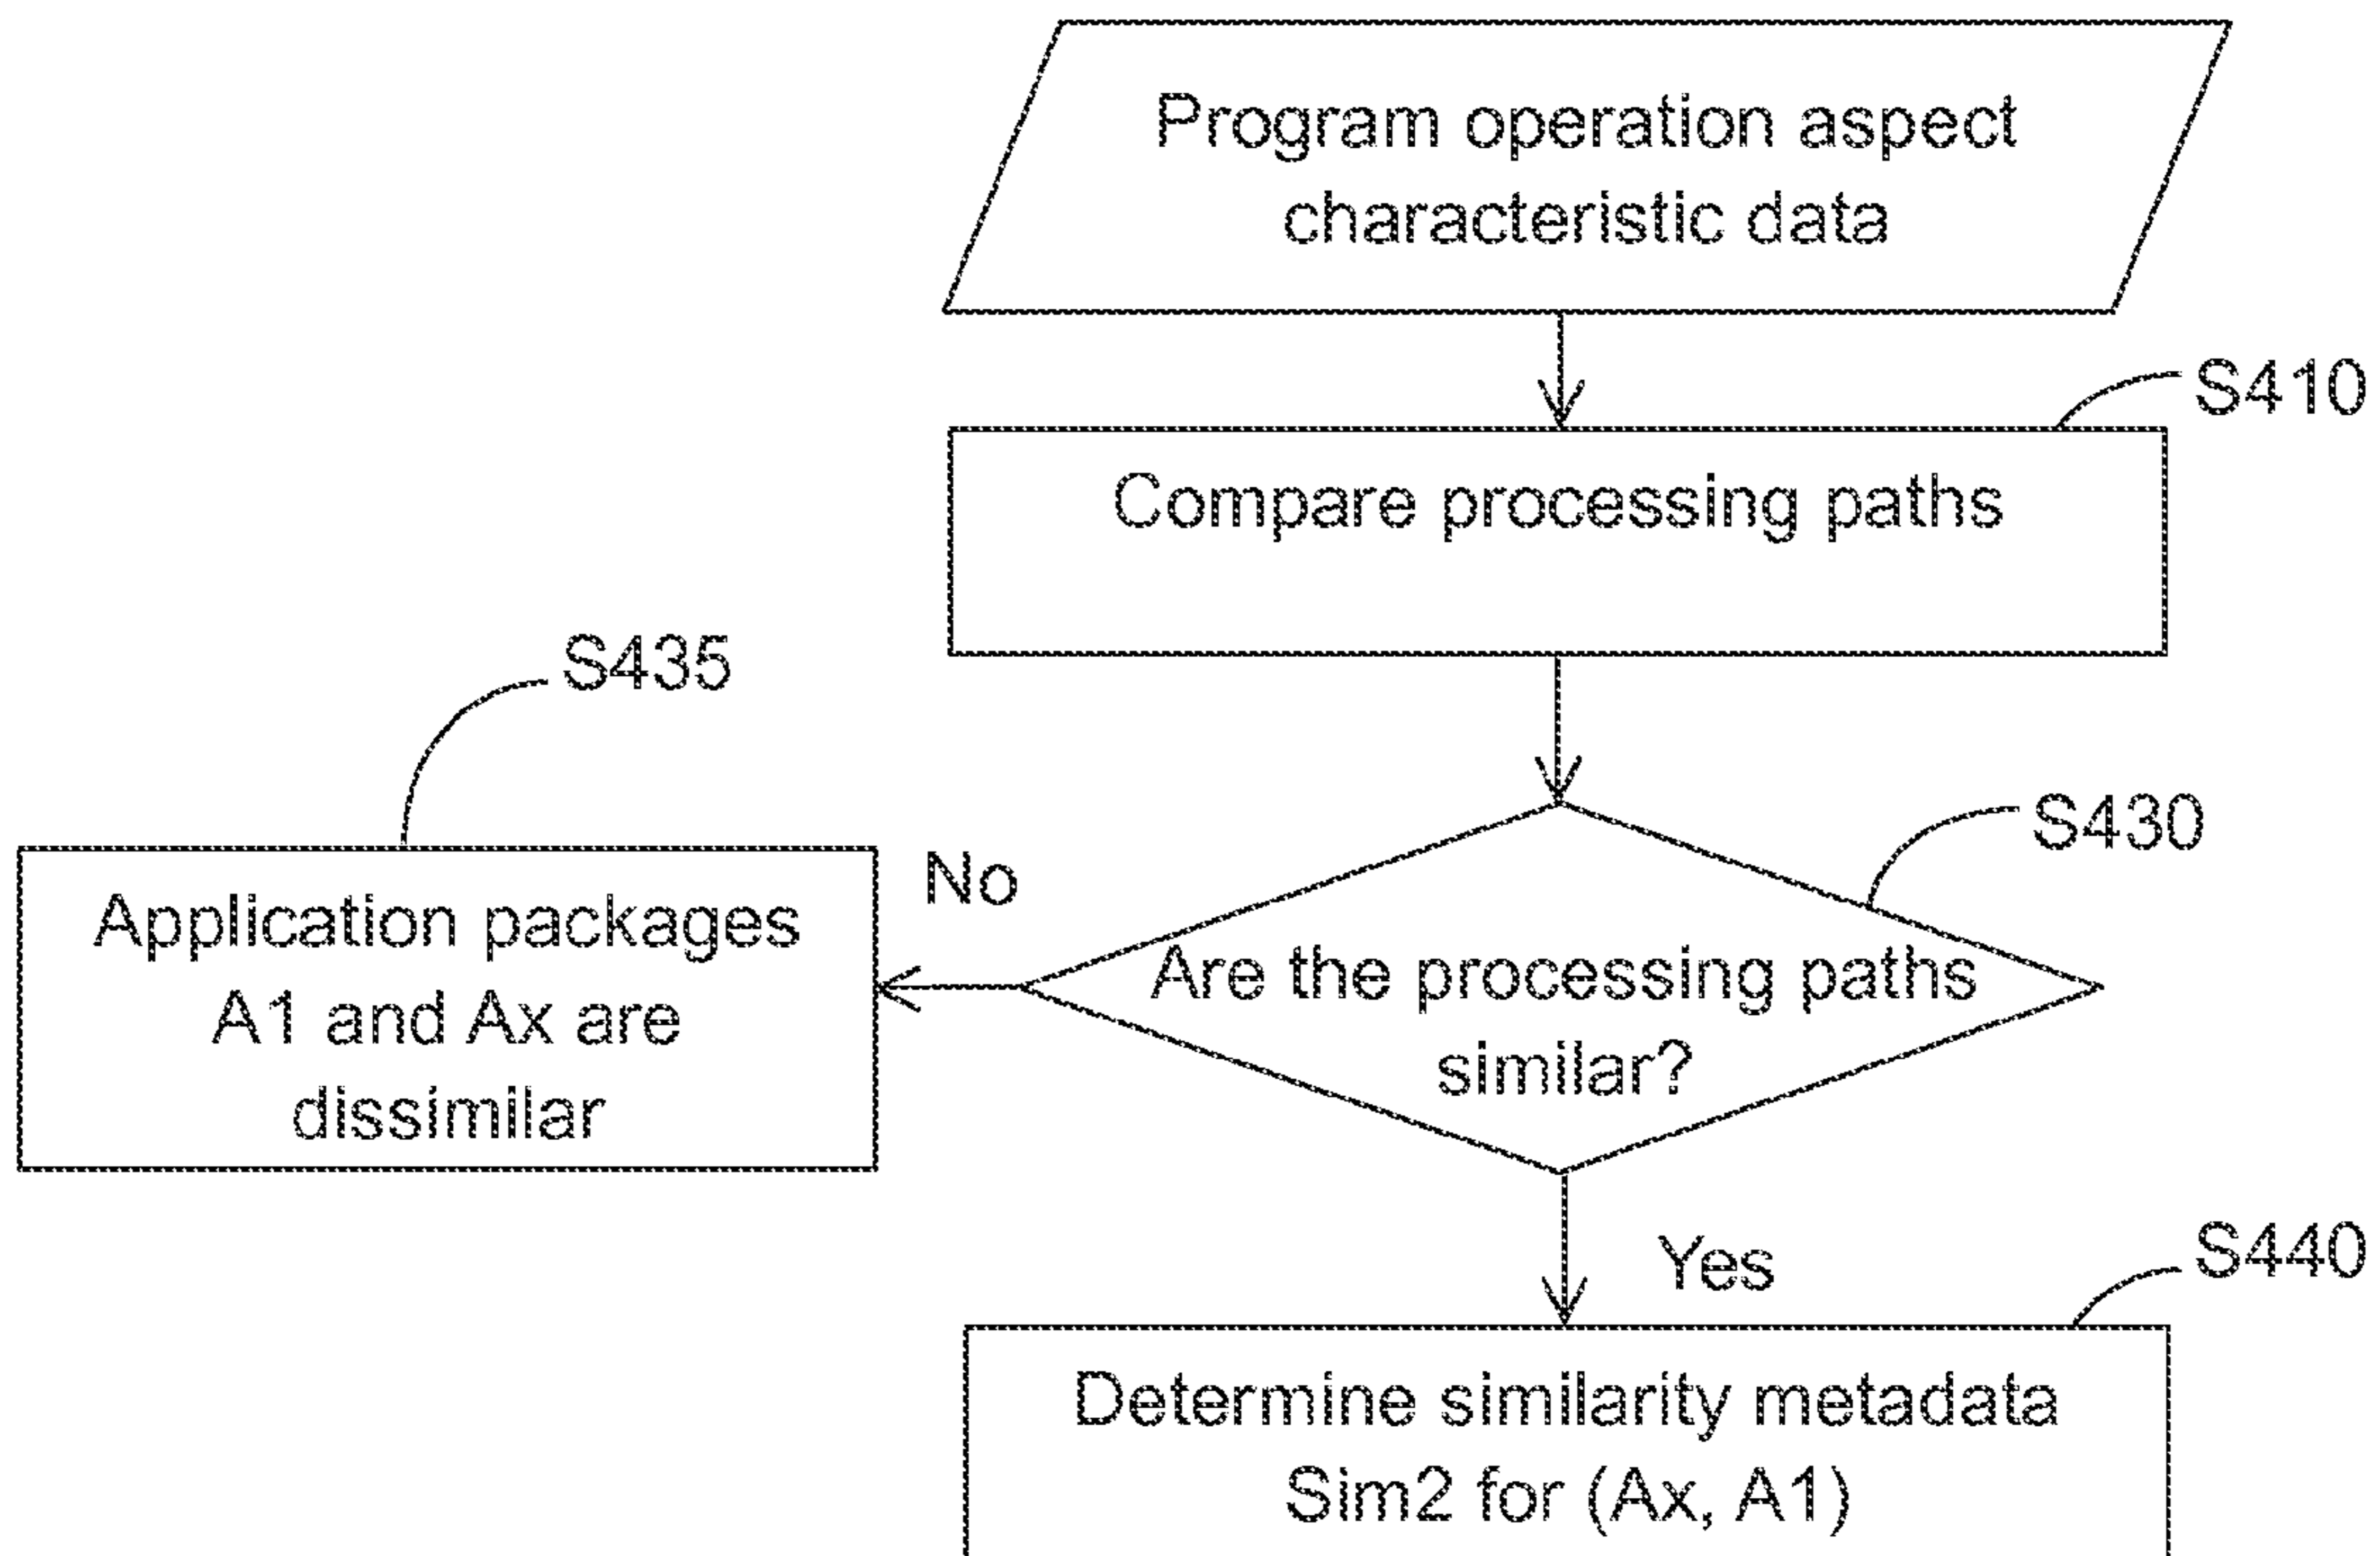 Program operation aspect
characteristic data
S410
Compare processing paths
S435
S430
No
Application packages
A1 and Ax are
dissimilar
Are the processing paths
similar?
Yes
S440
Determine similarity metadata
Sim2 for (Ax, A1)